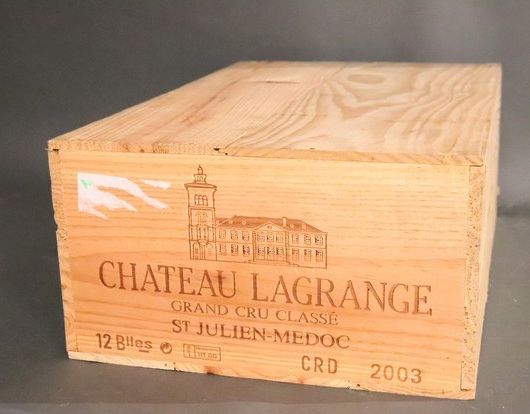 CHATEAU LAGRANGE
GRAND CRU CLASSÉ
ST JULIEN-MEDOC
12 Blles CRD 2003